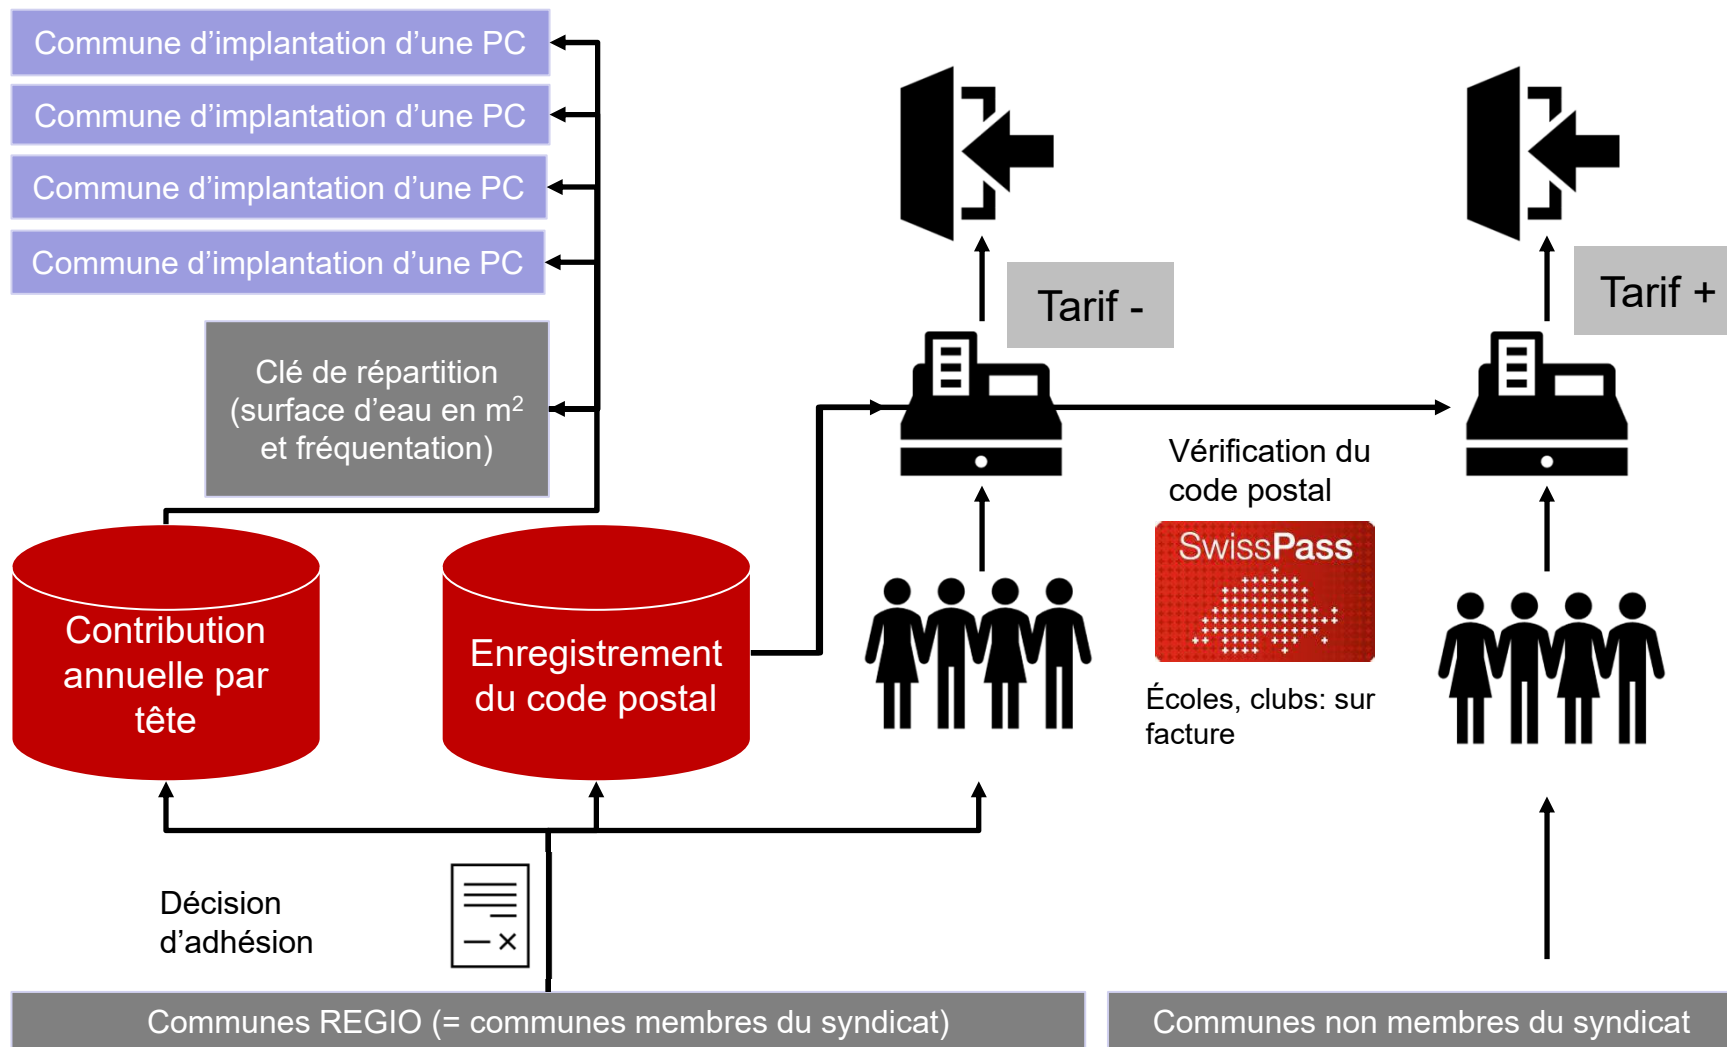 Commune d’implantation d’une PC
Commune d’implantation d’une PC
Commune d’implantation d’une PC
Commune d’implantation d’une PC
Clé de répartition
(surface d’eau en m²
et fréquentation)
Tarif -
Tarif +
Vérification du
code postal
SwissPass
Écoles, clubs: sur
facture
Contribution
annuelle par
tête
Enregistrement
du code postal
Décision
d’adhésion
Communes REGIO (= communes membres du syndicat)
Communes non membres du syndicat